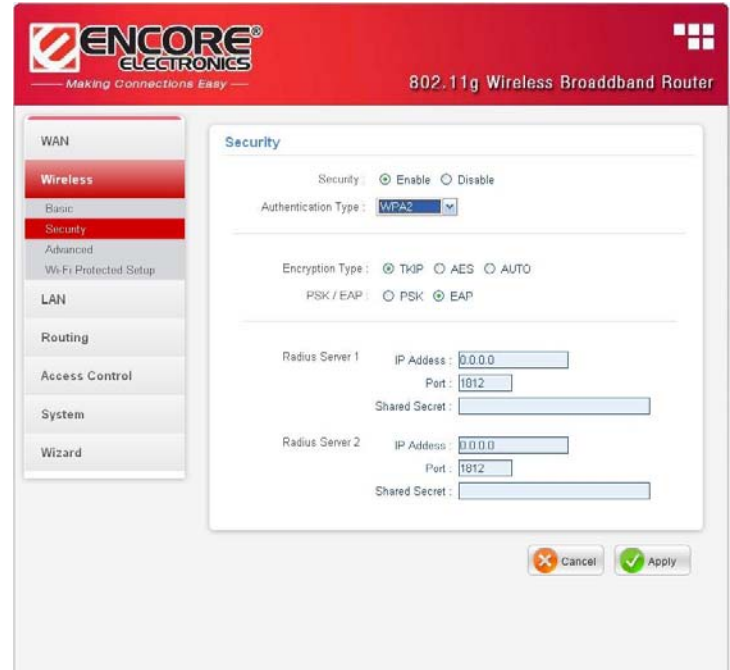 ENCORE®
ELECTRONICS
Making Connections Easy
802.11g Wireless Broaddband Router
WAN
Wireless
Basic
Security
Advanced
Wi-Fi Protected Setup
LAN
Routing
Access Control
System
Wizard
Security
Security : Enable Disable
Authentication Type : WPA2
Encryption Type : TKIP AES AUTO
PSK / EAP : PSK EAP
Radius Server 1 IP Addess : 0.0.0.0
Port : 1812
Shared Secret :
Radius Server 2 IP Addess : 0.0.0.0
Port : 1812
Shared Secret :
Cancel Apply